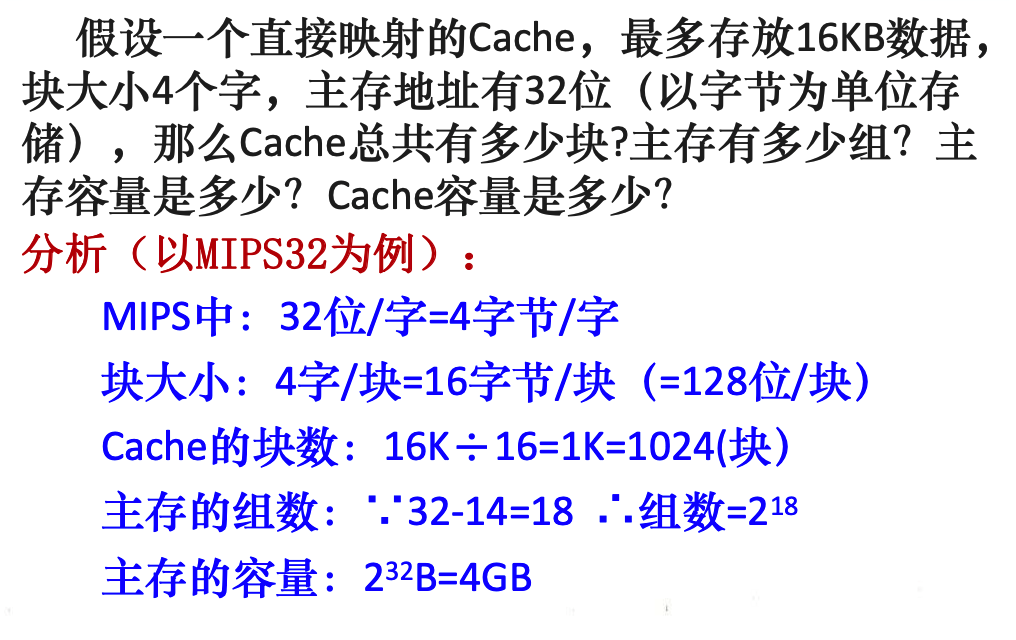 假设一个直接映射的Cache，最多存放16KB数据，
块大小4个字，主存地址有32位（以字节为单位存
储），那么Cache总共有多少块?主存有多少组？主
存容量是多少？Cache容量是多少？
分析（以MIPS32为例）：
MIPS中：32位/字=4字节/字
块大小：4字/块=16字节/块（=128位/块）
Cache的块数：16K÷16=1K=1024(块）
主存的组数：∵32-14=18 ∴组数=2¹⁸
主存的容量：2³²B=4GB